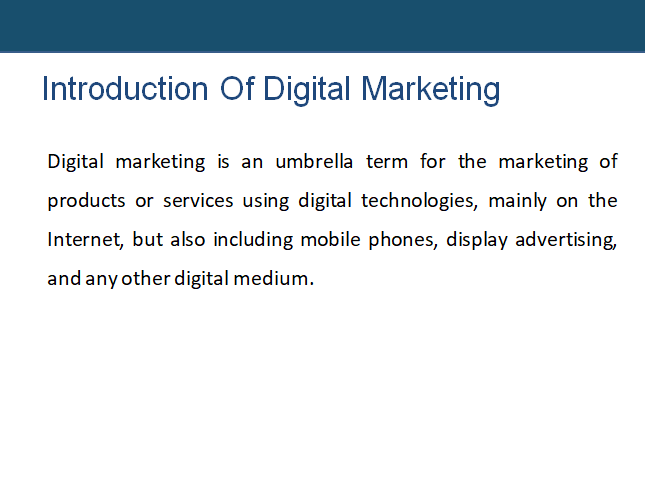 Introduction Of Digital Marketing
Digital marketing is an umbrella term for the marketing of
products or services using digital technologies, mainly on the
Internet, but also including mobile phones, display advertising,
and any other digital medium.